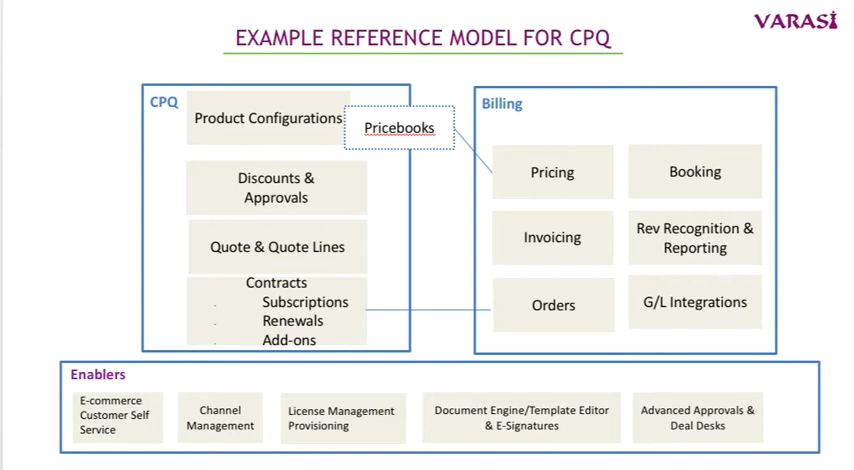 VARASI
EXAMPLE REFERENCE MODEL FOR CPQ
CPQ
Product Configurations
Pricebooks
Discounts &
Approvals
Quote & Quote Lines
Contracts
Subscriptions
Renewals
Add-ons
Billing
Pricing
Booking
Invoicing
Rev Recognition &
Reporting
Orders
G/L Integrations
Enablers
E-commerce
Customer Self
Service
Channel
Management
License Management
Provisioning
Document Engine/Template Editor
& E-Signatures
Advanced Approvals &
Deal Desks